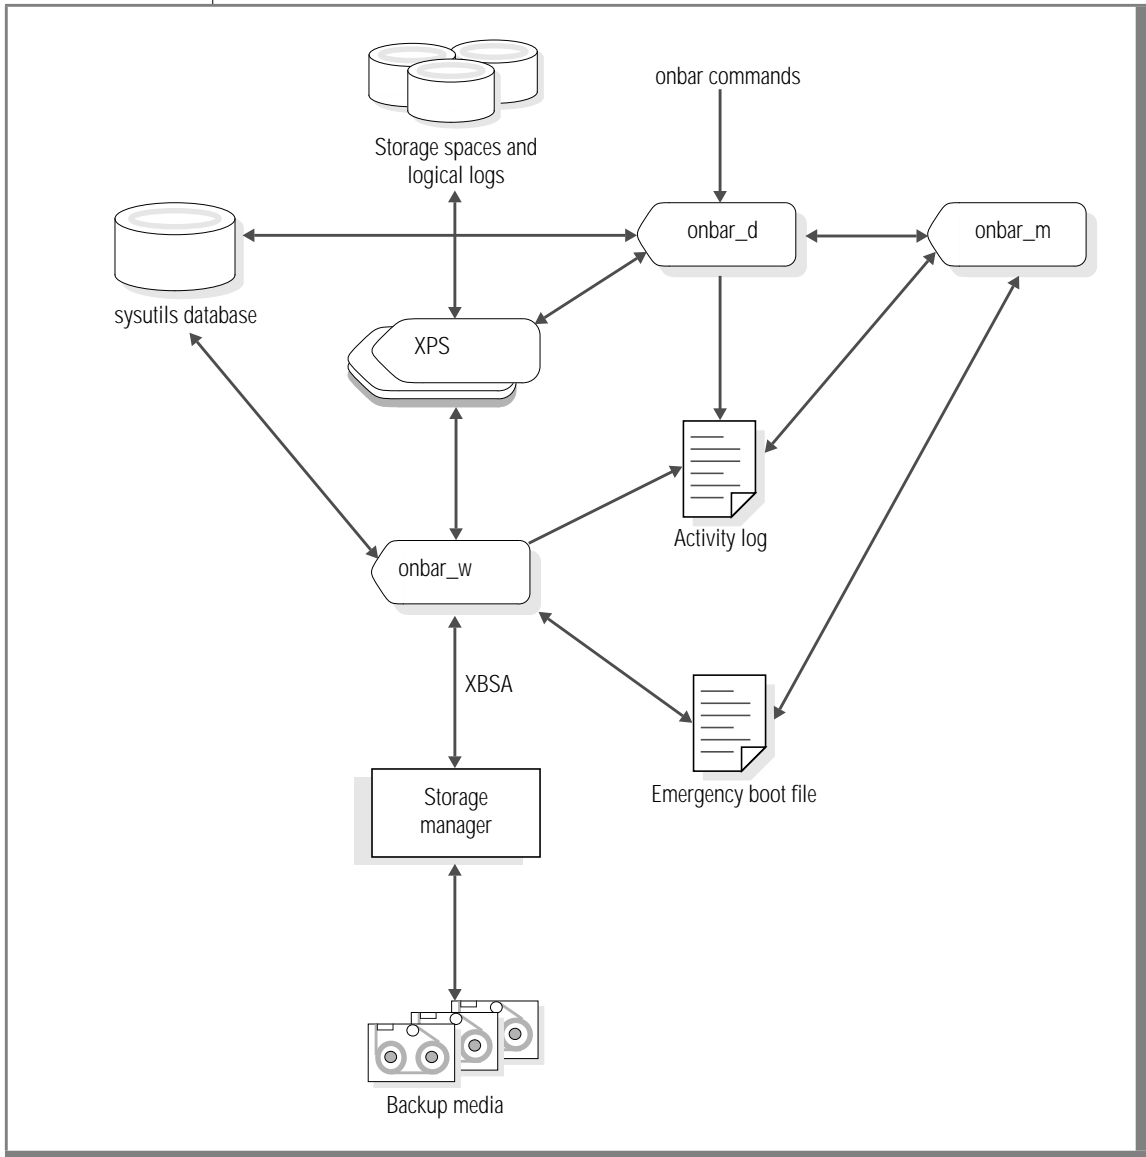 onbar commands
Storage spaces and
logical logs
onbar_d
onbar_m
sysutils database
XPS
Activity log
onbar_w
XBSA
Storage
manager
Emergency boot file
Backup media